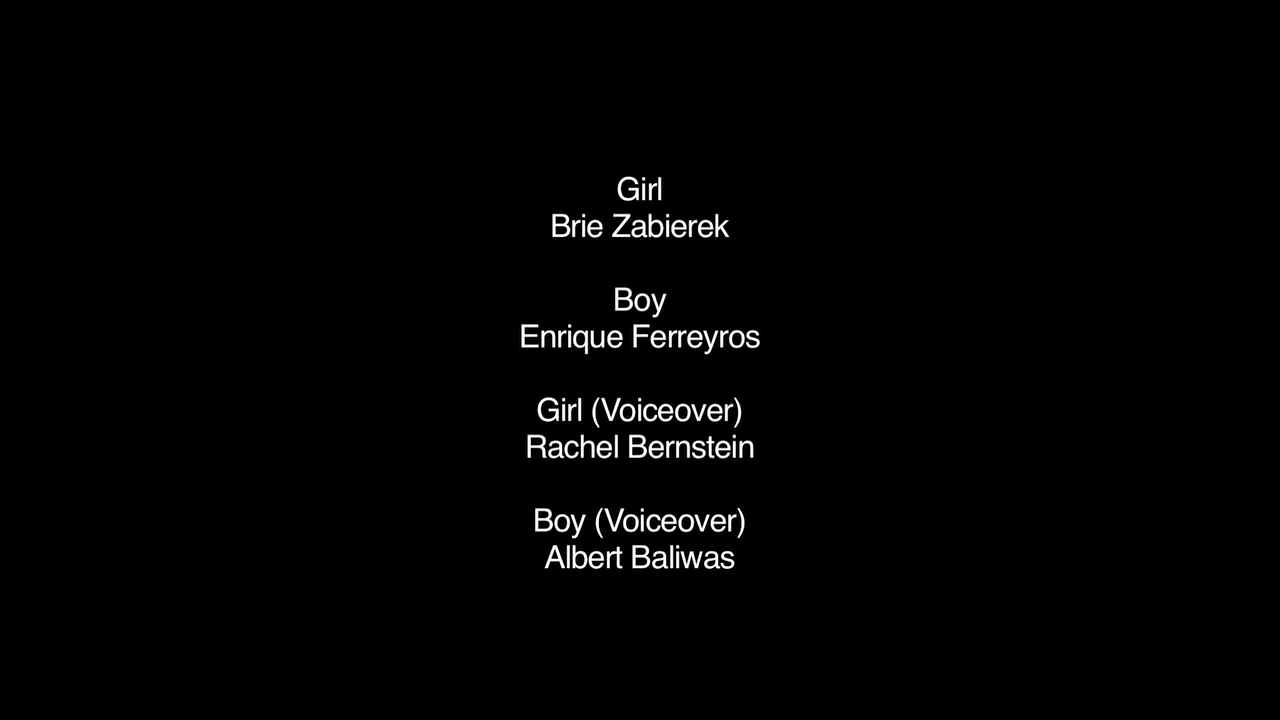 Girl
Brie Zabierek
Boy
Enrique Ferreyros
Girl (Voiceover)
Rachel Bernstein
Boy (Voiceover)
Albert Baliwas